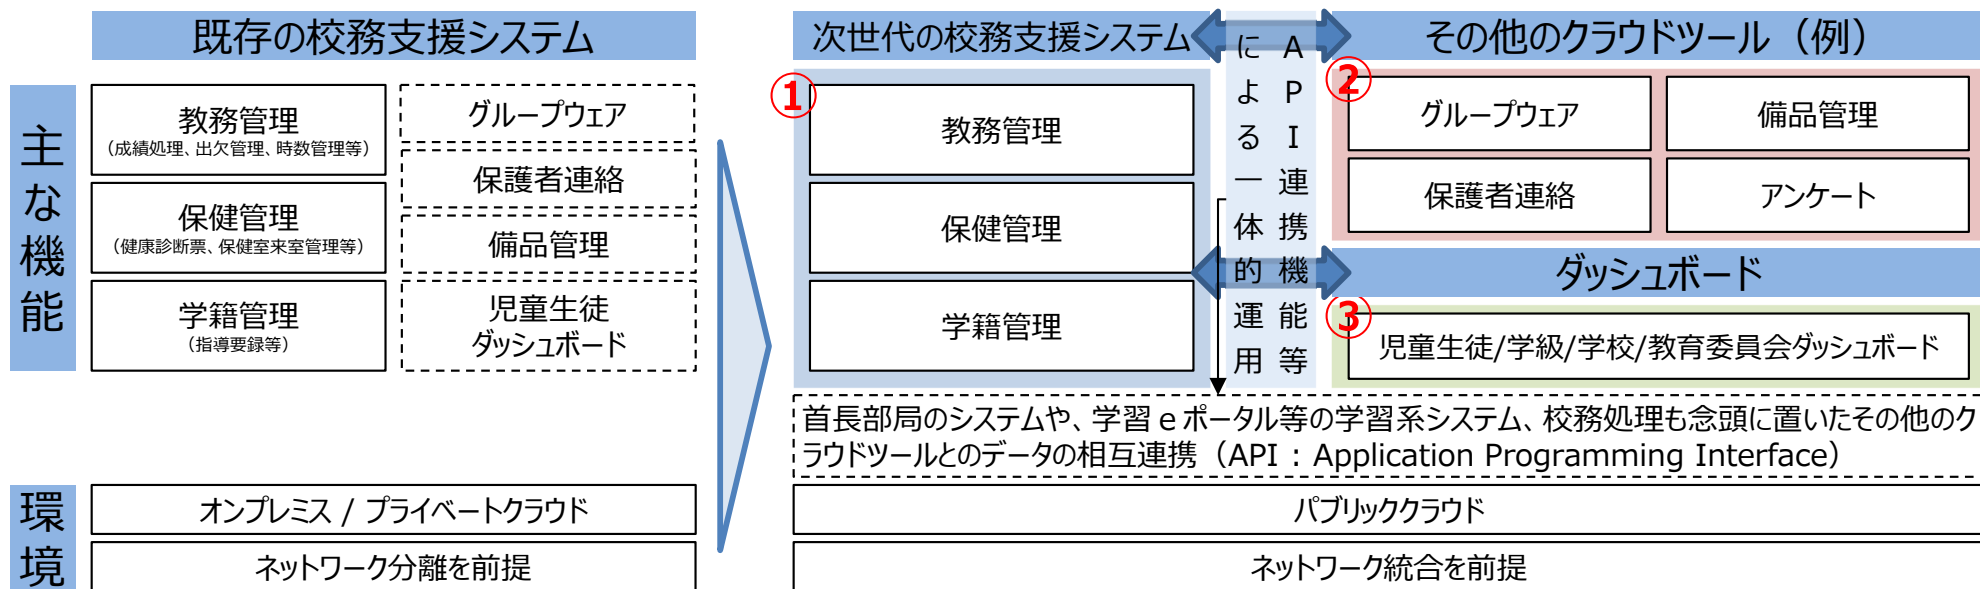 既存の校務支援システム
主な機能
教務管理
（成績処理、出欠管理、時数管理等）
保健管理
（健康診断票、保健室来室管理等）
学籍管理
（指導要録等）
グループウェア
保護者連絡
備品管理
児童生徒
ダッシュボード
環境
オンプレミス / プライベートクラウド
ネットワーク分離を前提
次世代の校務支援システム
①
教務管理
保健管理
学籍管理
API連携機能等
による一体的運用
その他のクラウドツール（例）
②
グループウェア
備品管理
保護者連絡
アンケート
ダッシュボード
③
児童生徒/学級/学校/教育委員会ダッシュボード
首長部局のシステムや、学習ｅポータル等の学習系システム、校務処理も念頭に置いたその他のク
ラウドツールとのデータの相互連携（API：Application Programming Interface）
パブリッククラウド
ネットワーク統合を前提